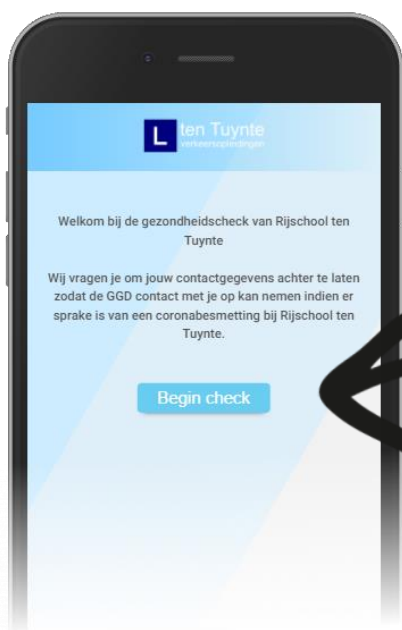 L ten Tuynte
verkeersopleidingen
Welkom bij de gezondheidscheck van Rijschool ten
Tuynte
Wij vragen je om jouw contactgegevens achter te laten
zodat de GGD contact met je op kan nemen indien er
sprake is van een coronabesmetting bij Rijschool ten
Tuynte.
Begin check